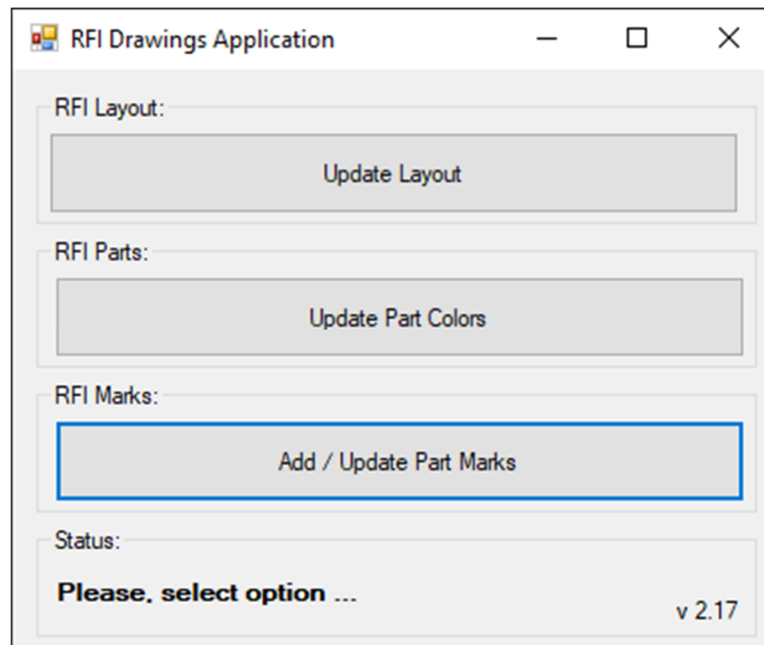 RFI Drawings Application
RFI Layout:
Update Layout
RFI Parts:
Update Part Colors
RFI Marks:
Add / Update Part Marks
Status:
Please, select option ...
v 2.17